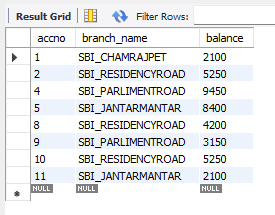 Result Grid Filter Rows:
accno branch_name balance
1 SBI_CHAMRAJPET 2100
2 SBI_RESIDENCYROAD 5250
4 SBI_PARLIMENTROAD 9450
5 SBI_JANTARMANTAR 8400
8 SBI_RESIDENCYROAD 4200
9 SBI_PARLIMENTROAD 3150
10 SBI_RESIDENCYROAD 5250
11 SBI_JANTARMANTAR 2100
NULL NULL NULL